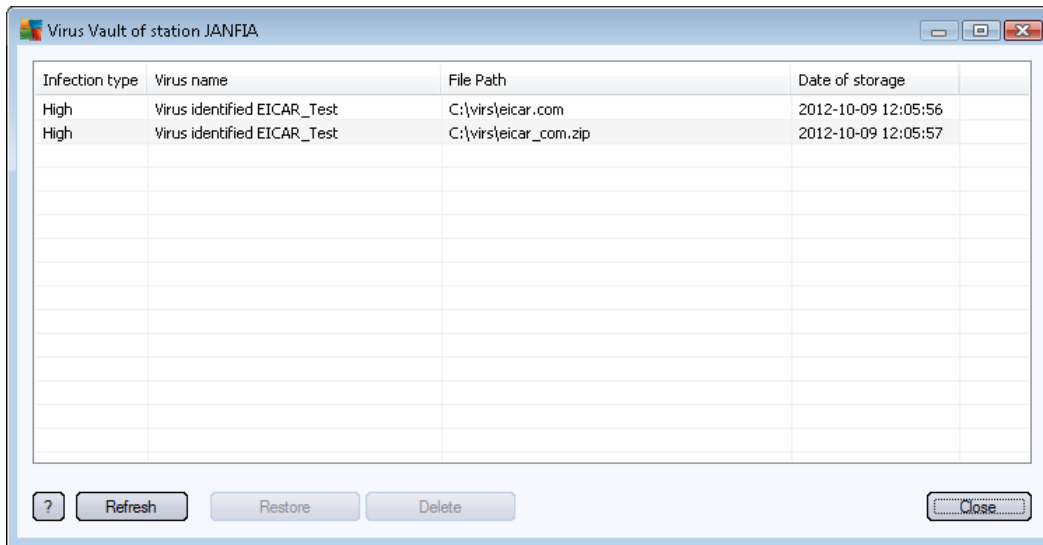 Virus Vault of station JANFIA
Infection type Virus name File Path Date of storage
High Virus identified EICAR_Test C:\virs\eicar.com 2012-10-09 12:05:56
High Virus identified EICAR_Test C:\virs\eicar_com.zip 2012-10-09 12:05:57
? Refresh Restore Delete Close